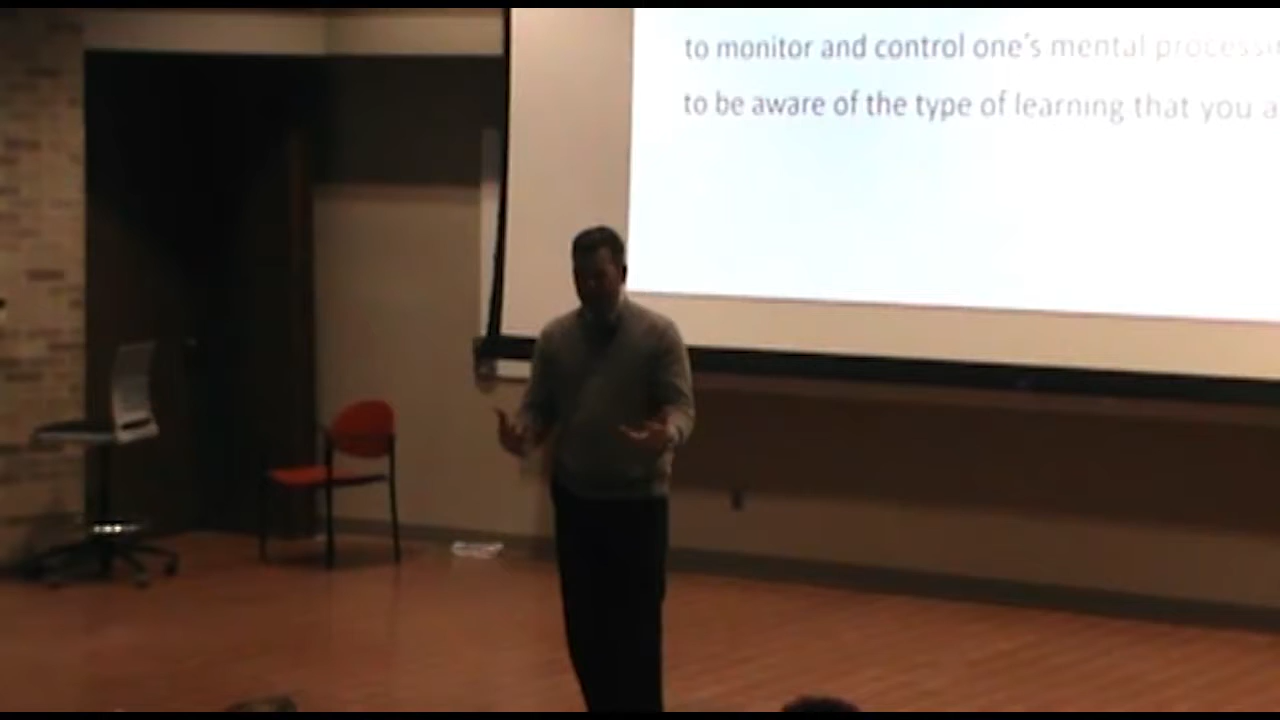 to monitor and control one's mental
to be aware of the type of learning that you a